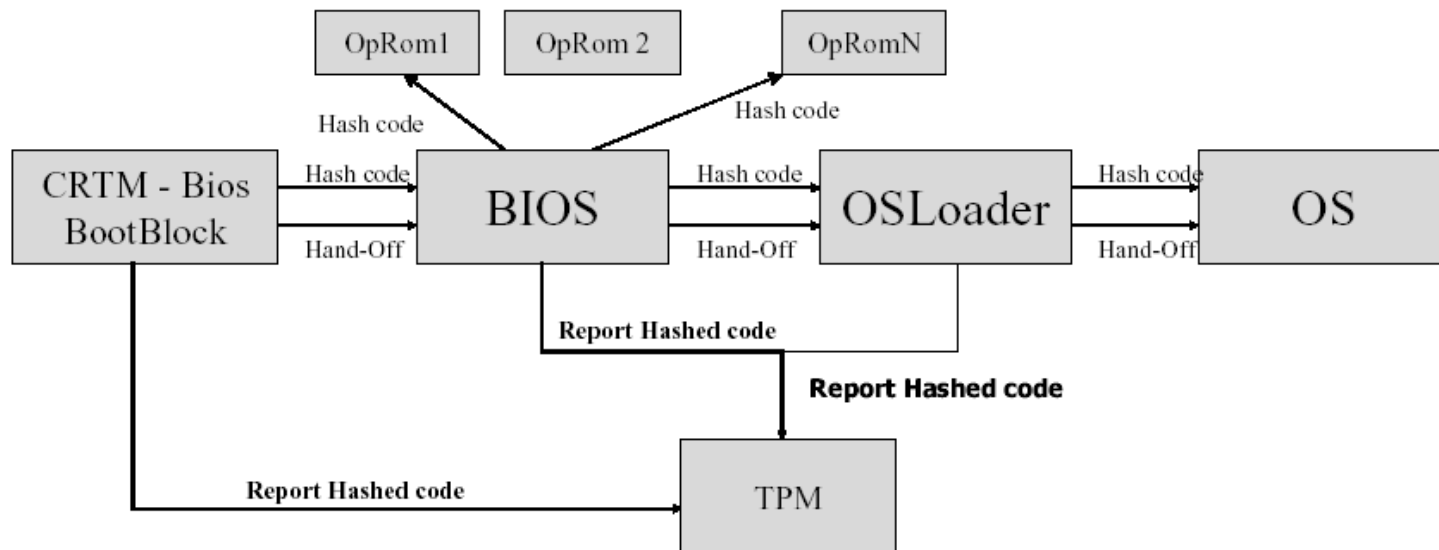 OpRom1
OpRom 2
OpRomN
Hash code
Hash code
CRTM - Bios
BootBlock
Hash code
Hand-Off
BIOS
Hash code
Hand-Off
OSLoader
Hash code
Hand-Off
OS
Report Hashed code
Report Hashed code
Report Hashed code
TPM